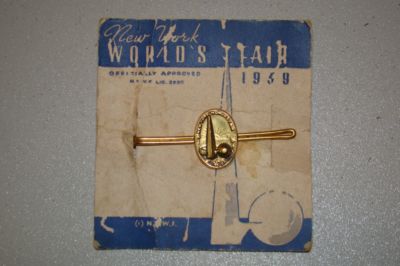 New York
WORLD'S FAIR
OFFICIALLY APPROVED
1939
(c) N.Y.W.F.